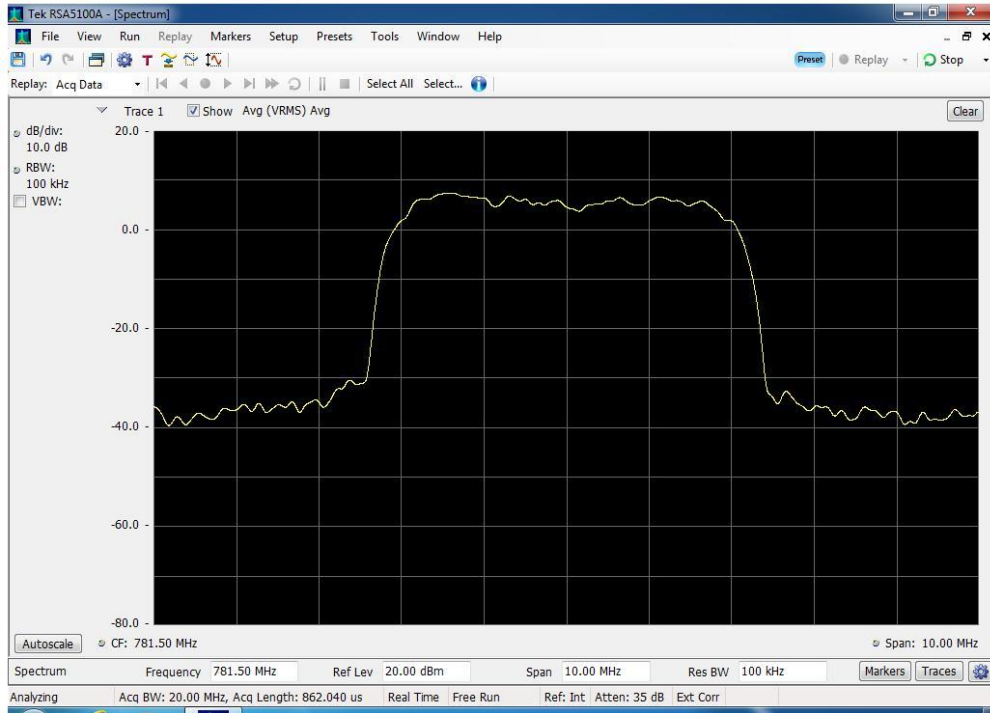 Tek RSA5100A - [Spectrum]
File View Run Replay Markers Setup Presets Tools Window Help
Preset Replay Stop
Replay: Acq Data Select All Select...
Trace 1 Show Avg (VRMS) Avg Clear
dB/div:
10.0 dB
RBW:
100 kHz
VBW:
20.0 -
0.0 -
-20.0 -
-40.0 -
-60.0 -
-80.0 -
Autoscale CF: 781.50 MHz Span: 10.00 MHz
Spectrum Frequency 781.50 MHz Ref Lev 20.00 dBm Span 10.00 MHz Res BW 100 kHz Markers Traces
Analyzing Acq BW: 20.00 MHz, Acq Length: 862.040 us Real Time Free Run Ref: Int Atten: 35 dB Ext Corr